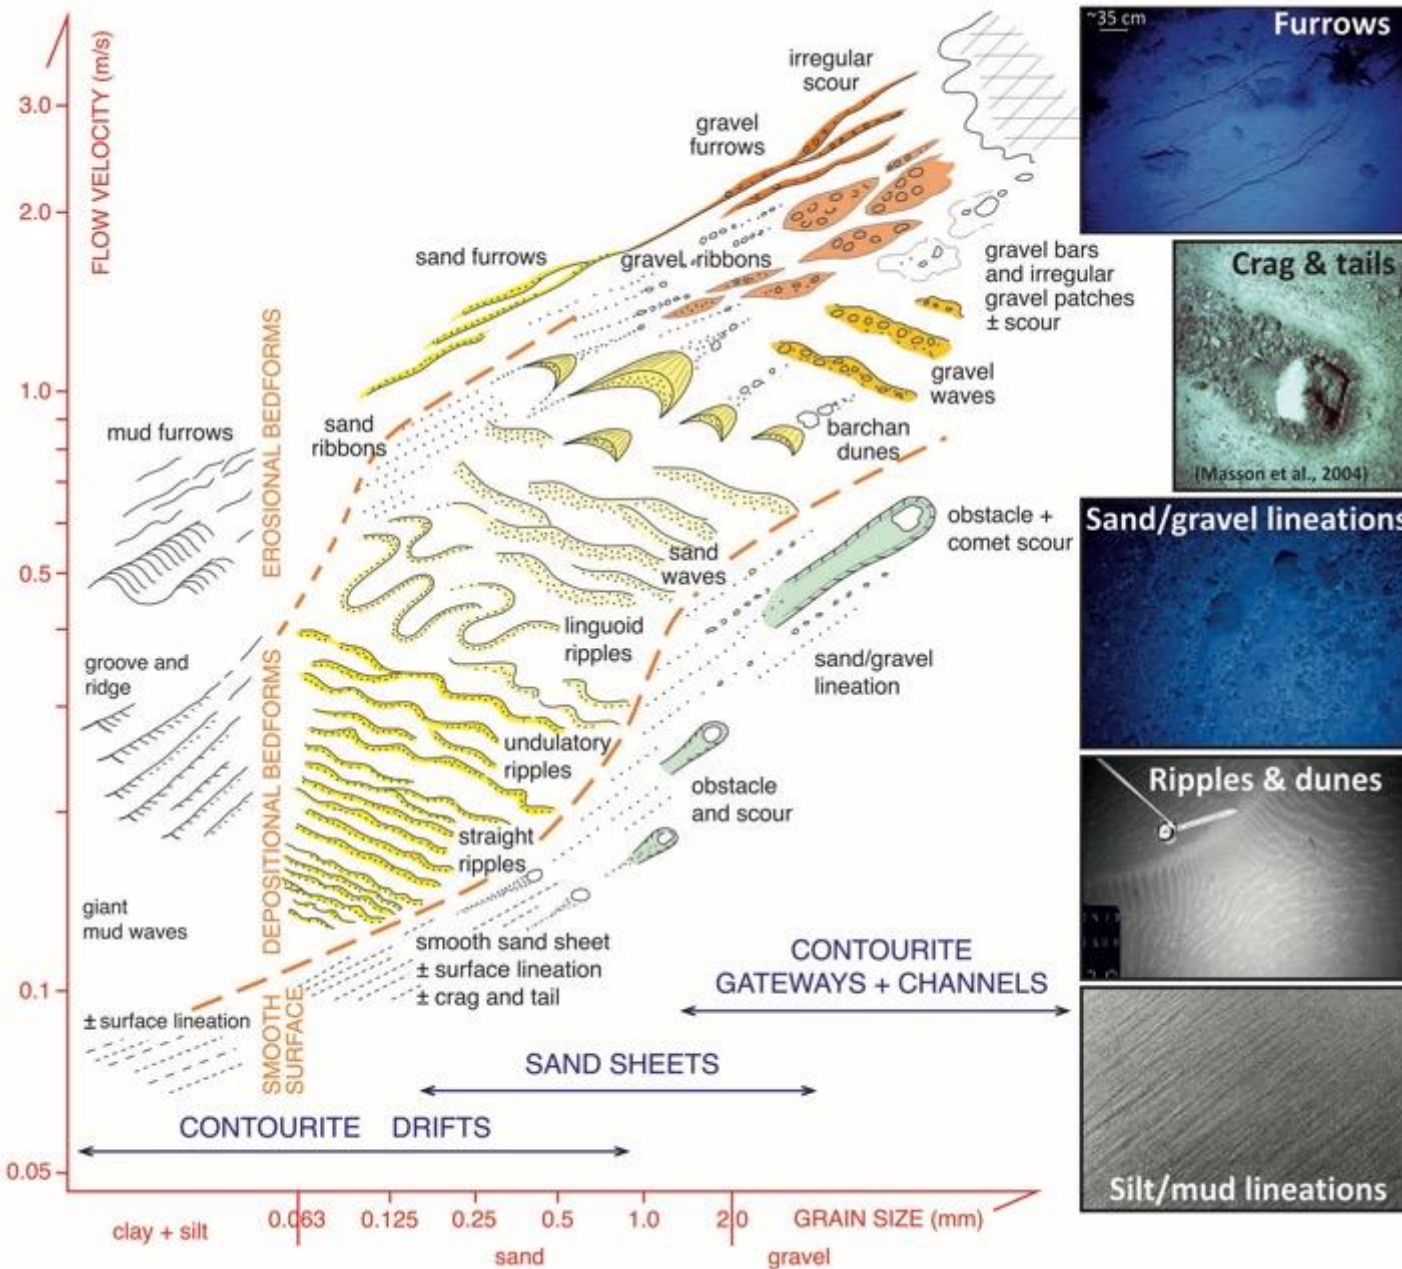 FLOW VELOCITY (m/s)
3.0
2.0
1.0
0.5
0.1
0.05
irregular
scour
gravel
furrows
sand furrows
gravel ribbons
gravel bars
and irregular
gravel patches
± scour
gravel
waves
barchan
dunes
sand
ribbons
mud furrows
EROSIONAL BEDFORMS
obstacle +
comet scour
sand
waves
linguoid
ripples
sand/gravel
lineation
groove and
ridge
DEPOSITIONAL BEDFORMS
undulatory
ripples
obstacle
and scour
straight
ripples
giant
mud waves
smooth sand sheet
± surface lineation
± crag and tail
± surface lineation
SMOOTH
SURFACE
CONTOURITE
GATEWAYS + CHANNELS
SAND SHEETS
CONTOURITE DRIFTS
0.063 0.125 0.25 0.5 1.0 2.0 GRAIN SIZE (mm)
clay + silt
sand
gravel
~35 cm
Furrows
Crag & tails
(Masson et al., 2004)
Sand/gravel lineations
Ripples & dunes
Silt/mud lineations